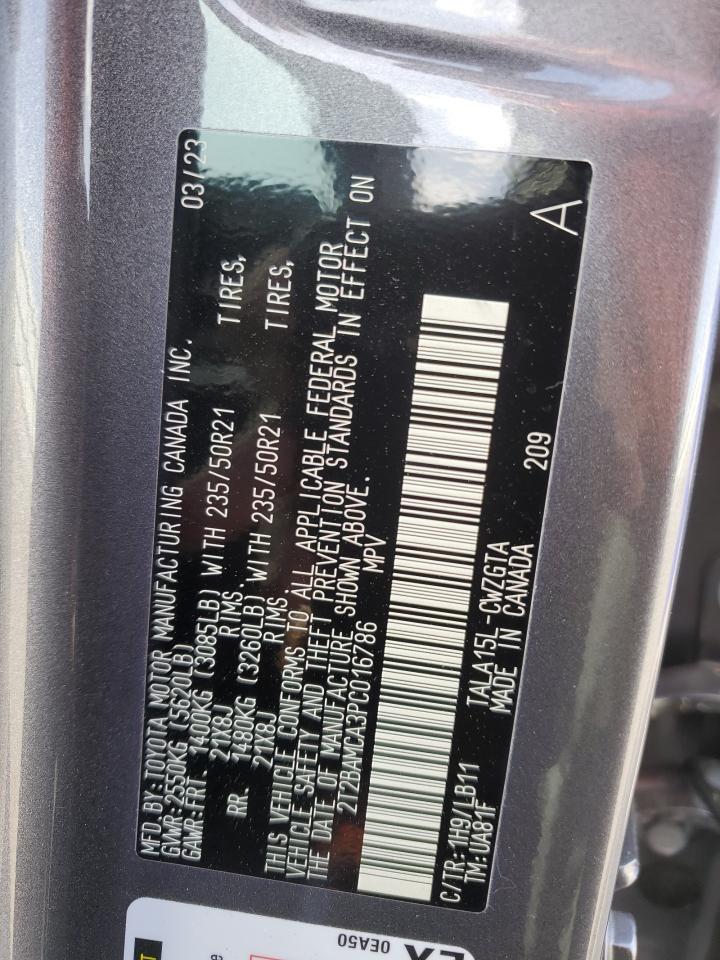 MFD.BY:TOYOTA MOTOR MANUFACTURING CANADA INC. 03/23
GVWR:2550KG(5620LB)
GAWR:FRT. 1400KG (3085LB) WITH 235/50R21 TIRES,
21X8J RIMS.
RR. 1480KG (3260LB) WITH 235/50R21 TIRES,
21X8J RIMS.
THIS VEHICLE CONFORMS TO ALL APPLICABLE FEDERAL MOTOR
VEHICLE SAFETY AND THEFT PREVENTION STANDARDS IN EFFECT ON
THE DATE OF MANUFACTURE SHOWN ABOVE.
2T2BAMCA3PC016786 MPV
C/TR:1H9/LB11 TALA15L-CWZGTA 209
TM:UA81F MADE IN CANADA A
0EA50